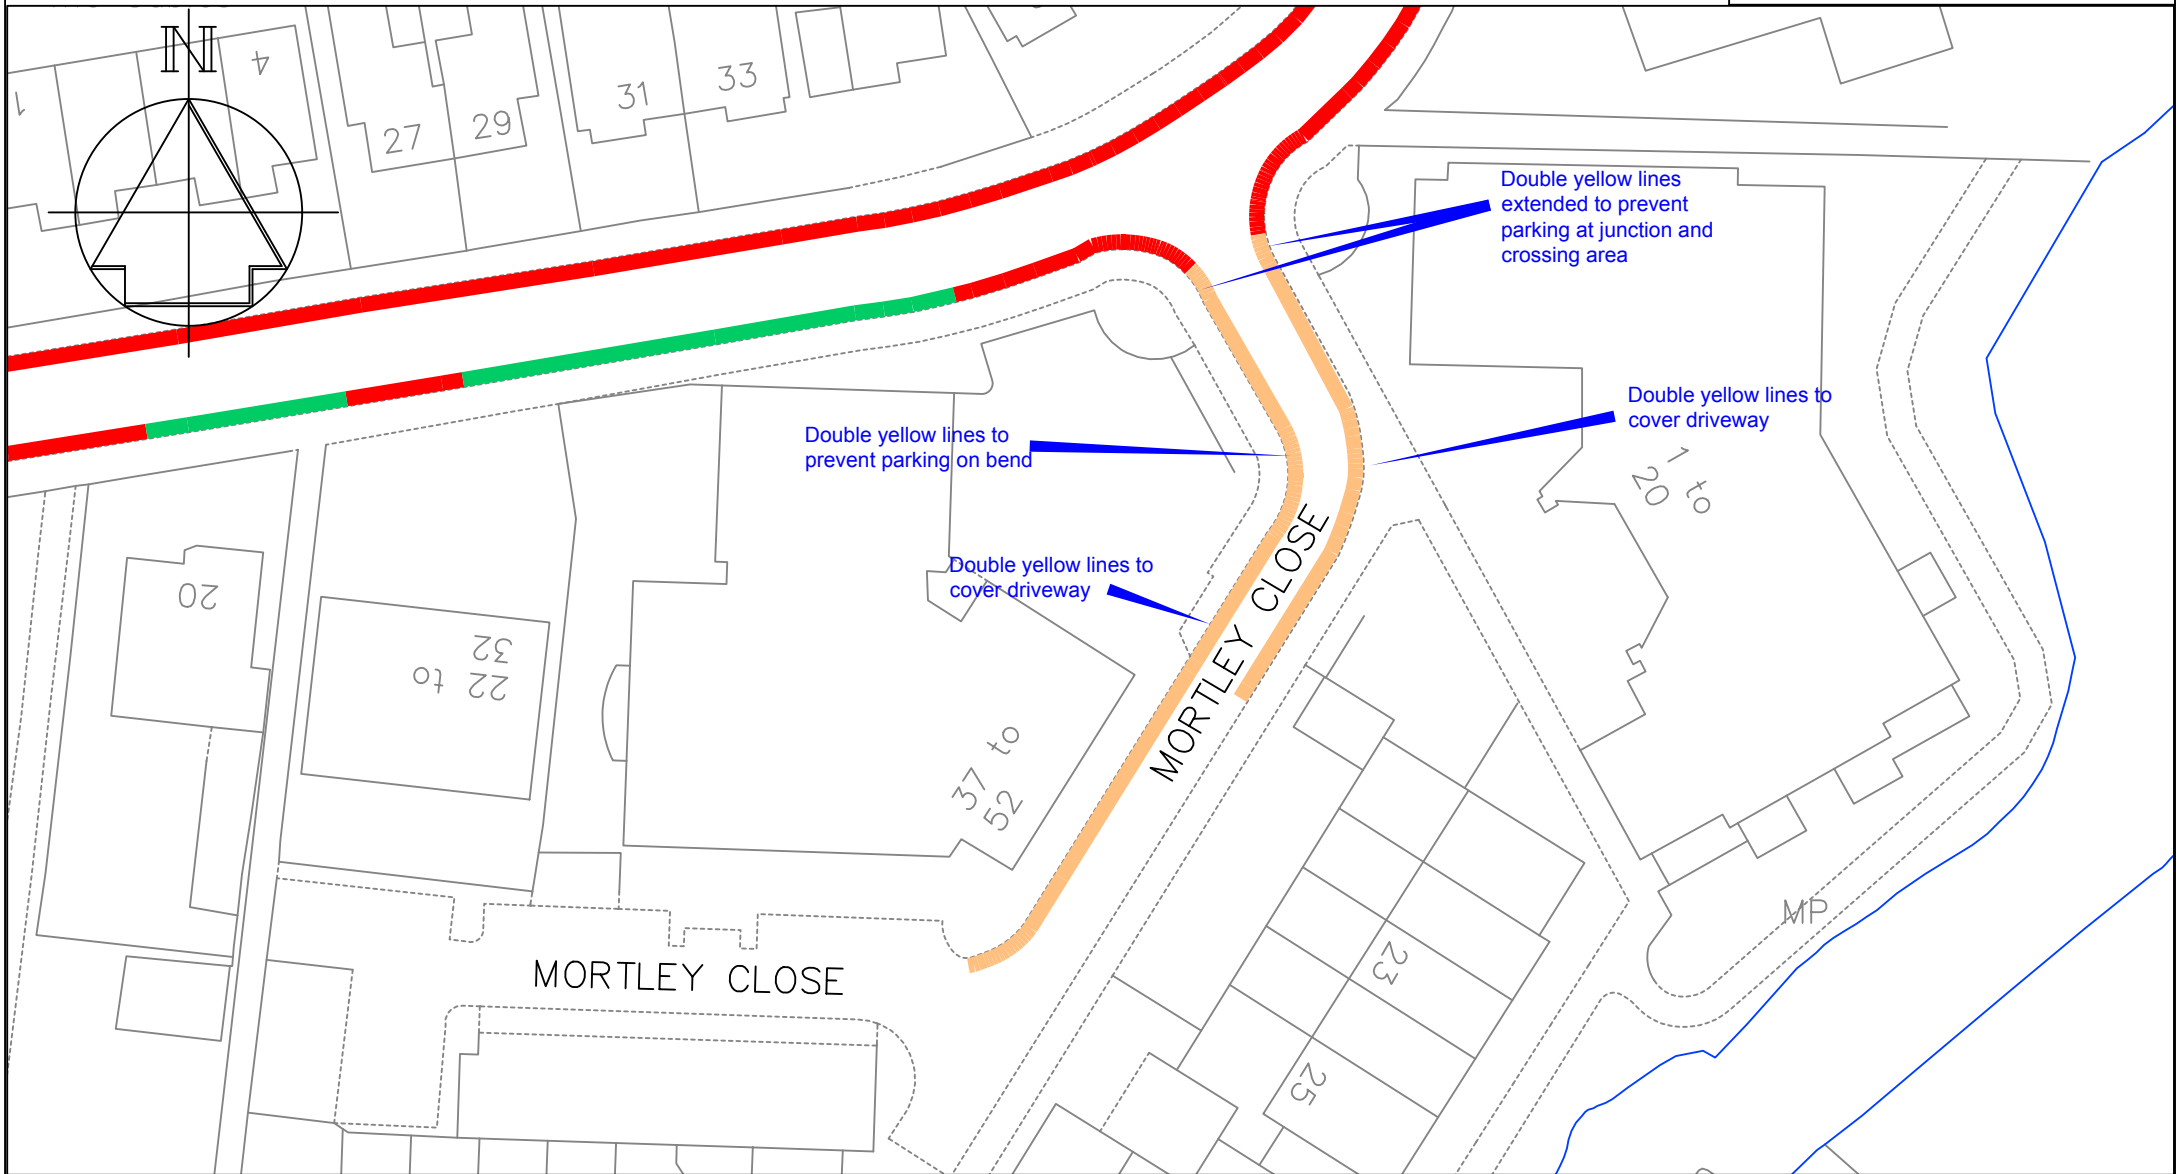 N
1
4
27
29
31
33
Double yellow lines
extended to prevent
parking at junction and
crossing area
Double yellow lines to
cover driveway
Double yellow lines to
prevent parking on bend
1 to
20
Double yellow lines to
cover driveway
MORTLEY CLOSE
20
22 to
32
37 to
52
MP
MORTLEY CLOSE
23
25